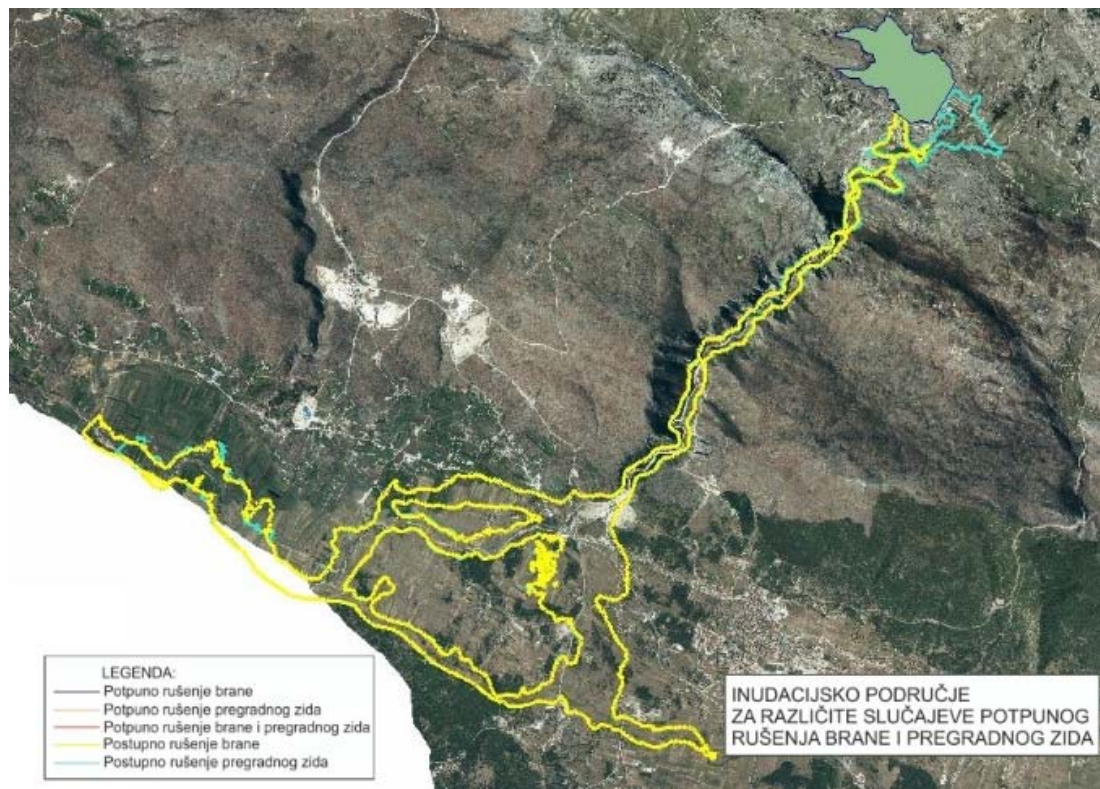 LEGENDA:
Potpuno rušenje brane
Potpuno rušenje pregradnog zida
Potpuno rušenje brane i pregradnog zida
Postupno rušenje brane
Postupno rušenje pregradnog zida
INUDACIJSKO PODRUČJE
ZA RAZLIČITE SLUČAJEVE POTPUNOG
RUŠENJA BRANE I PREGRADNOG ZIDA